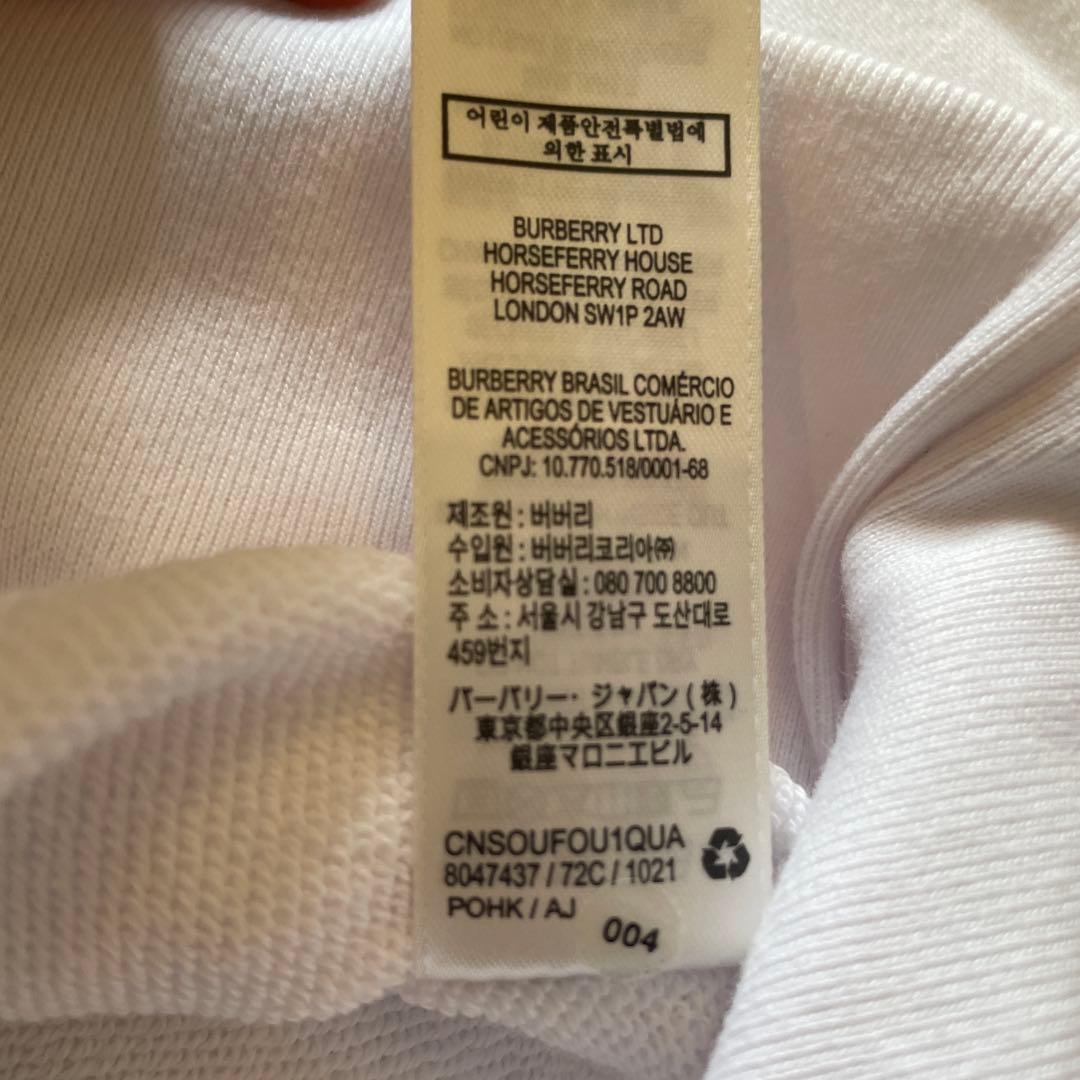 어린이 제품안전특별법에
의한 표시
BURBERRY LTD
HORSEFERRY HOUSE
HORSEFERRY ROAD
LONDON SW1P 2AW
BURBERRY BRASIL COMÉRCIO
DE ARTIGOS DE VESTUÁRIO E
ACESSÓRIOS LTDA.
CNPJ: 10.770.518/0001-68
제조원 : 버버리
수입원 : 버버리코리아㈜
소비자상담실 : 080 700 8800
주 소 : 서울시 강남구 도산대로
459번지
バーバリー・ジャパン(株)
東京都中央区銀座2-5-14
銀座マロニエビル
CNSOUFOU1QUA
8047437 / 72C / 1021
POHK / AJ
004